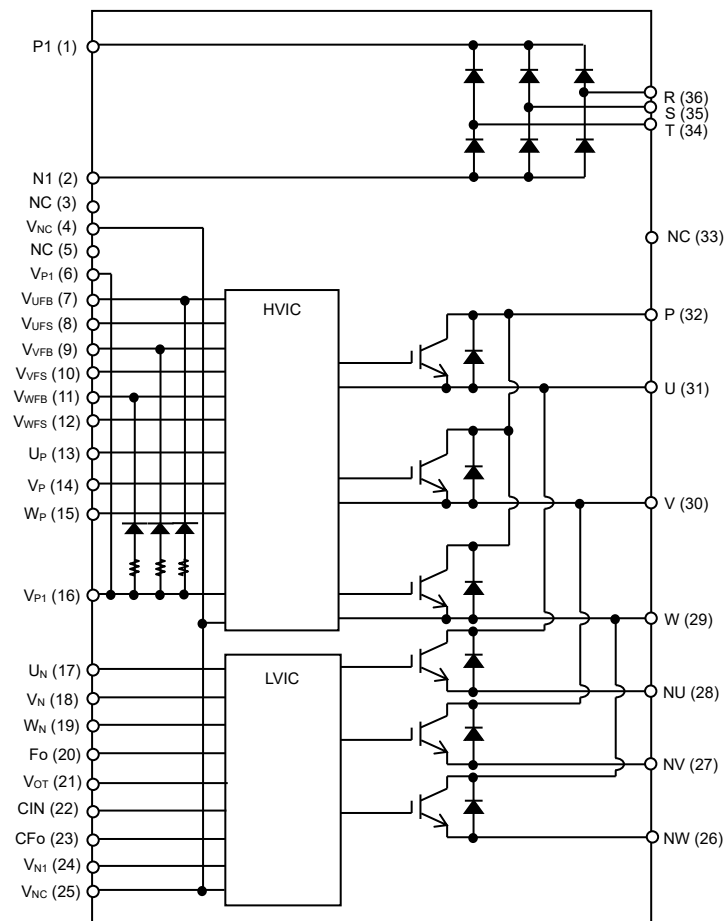 P1 (1)
N1 (2)
NC (3)
VNC (4)
NC (5)
VP1 (6)
VUFB (7)
VUFS (8)
VVFB (9)
VVFS (10)
VWFB (11)
VWFS (12)
UP (13)
VP (14)
WP (15)
VP1 (16)
UN (17)
VN (18)
WN (19)
Fo (20)
VOT (21)
CIN (22)
CFo (23)
VN1 (24)
VNC (25)
HVIC
LVIC
R (36)
S (35)
T (34)
NC (33)
P (32)
U (31)
V (30)
W (29)
NU (28)
NV (27)
NW (26)